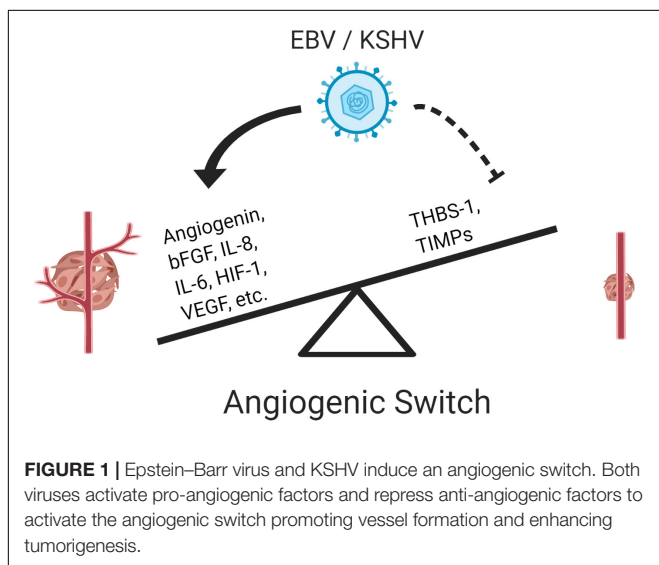 EBV / KSHV
Angiogenin,
bFGF, IL-8,
IL-6, HIF-1,
VEGF, etc.
THBS-1,
TIMPs
Angiogenic Switch
FIGURE 1 | Epstein–Barr virus and KSHV induce an angiogenic switch. Both
viruses activate pro-angiogenic factors and repress anti-angiogenic factors to
activate the angiogenic switch promoting vessel formation and enhancing
tumorigenesis.